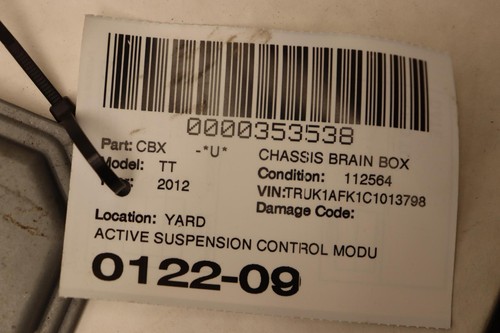 0000353538
Part: CBX -*U* CHASSIS BRAIN BOX
Model: TT Condition: 112564
2012 VIN:TRUK1AFK1C1013798
Damage Code:
Location: YARD
ACTIVE SUSPENSION CONTROL MODU
0122-09